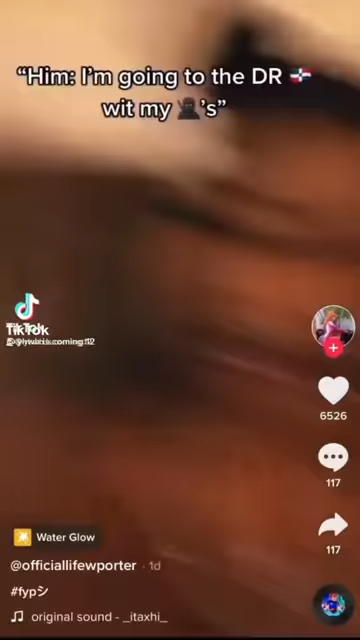 “Him: I’m going to the DR 🇩🇴
wit my 🥷’s”
TikTok
6526
117
117
Water Glow
@officiallifewporter · 1d
#fypシ
original sound - _itaxhi_